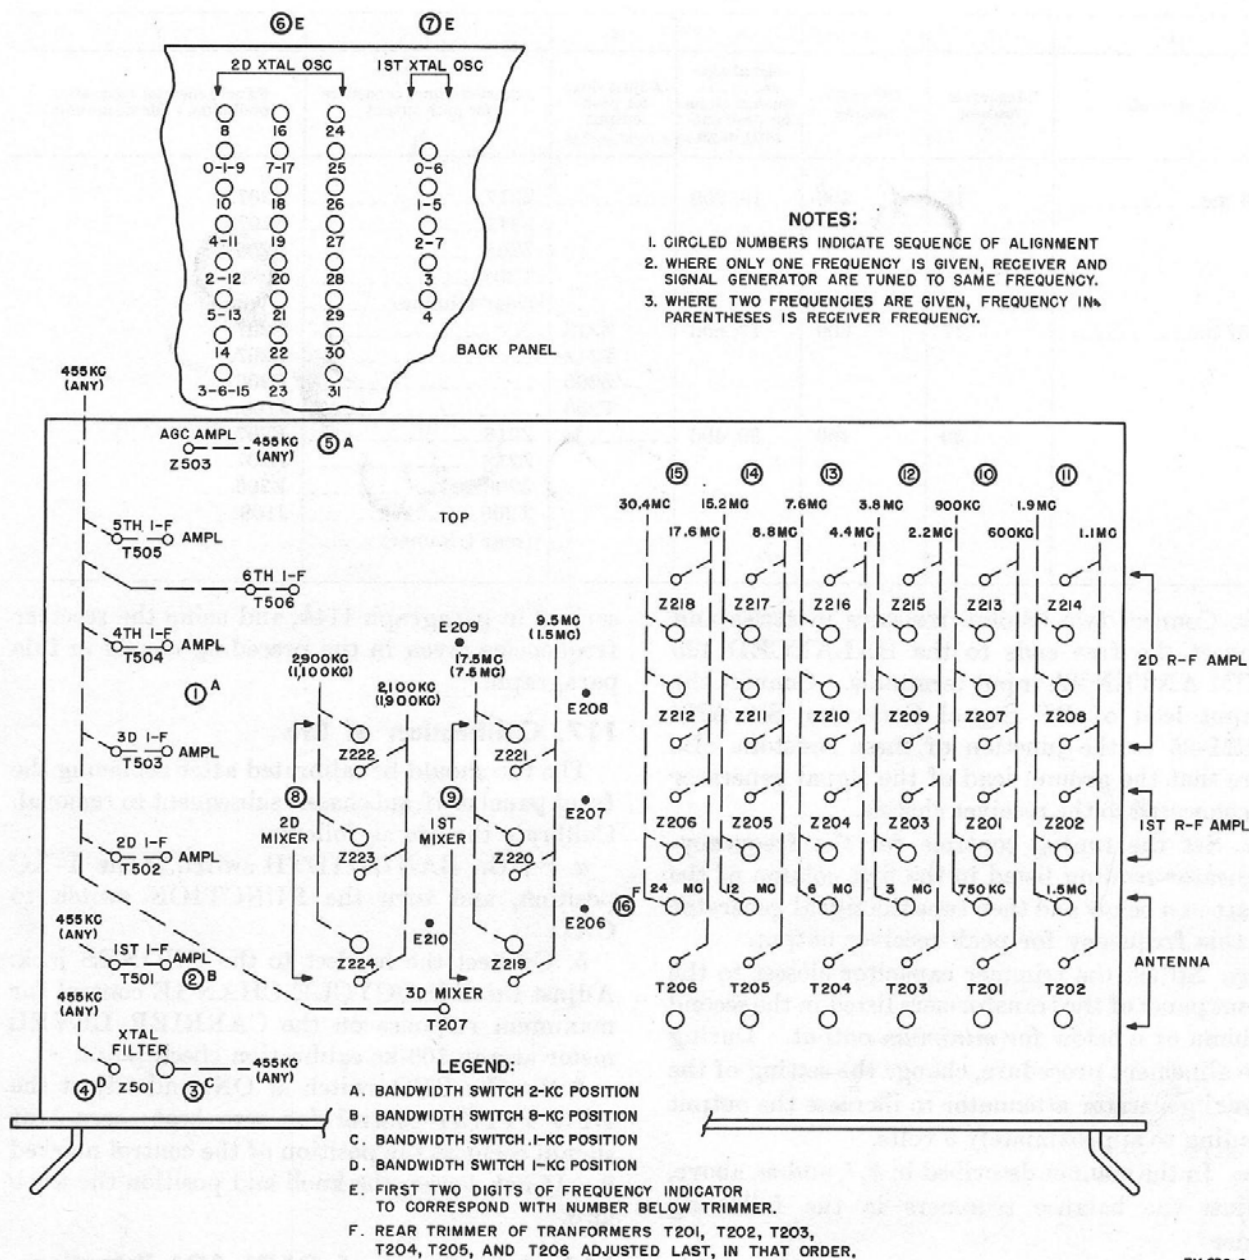 ⑥E ⑦E
2D XTAL OSC 1ST XTAL OSC
8 16 24
0-1-9 7-17 25 0-6
10 18 26 1-5
4-11 19 27 2-7
2-12 20 28 3
5-13 21 29 4
14 22 30
3-6-15 23 31
BACK PANEL
NOTES:
1. CIRCLED NUMBERS INDICATE SEQUENCE OF ALIGNMENT
2. WHERE ONLY ONE FREQUENCY IS GIVEN, RECEIVER AND
SIGNAL GENERATOR ARE TUNED TO SAME FREQUENCY.
3. WHERE TWO FREQUENCIES ARE GIVEN, FREQUENCY IN
PARENTHESES IS RECEIVER FREQUENCY.
455KC
(ANY)
AGC AMPL
Z503
455KC
(ANY)
⑤A
TOP
5TH I-F
AMPL
T505
6TH I-F
T506
4TH I-F
AMPL
T504
①A
3D I-F
AMPL
T503
2D I-F
AMPL
T502
455KC
(ANY)
1ST I-F
AMPL
T501
②B
455KC
(ANY)
XTAL
FILTER
455KC
(ANY)
④D Z501 ③C
2,900KC
(1,100KC)
2,100KC
(1,900KC)
Z222
⑧
2D
MIXER
Z223
Z224
E209
17.5MC
(7.5MC)
9.5MC
(1.5MC)
E208
Z221
⑨
1ST
MIXER
E207
Z220
E210
E206
Z219
3D MIXER
T207
⑮ ⑭ ⑬ ⑫ ⑩ ⑪
30.4MC 15.2MC 7.6MC 3.8MC 900KC 1.9MC
17.6MC 8.8MC 4.4MC 2.2MC 600KC 1.1MC
Z218 Z217 Z216 Z215 Z213 Z214
2D R-F AMPL
Z212 Z211 Z210 Z209 Z207 Z208
Z206 Z205 Z204 Z203 Z201 Z202
1ST R-F AMPL
F ⑯ 24 MC 12 MC 6 MC 3 MC 750KC 1.5MC
ANTENNA
T206 T205 T204 T203 T201 T202
LEGEND:
A. BANDWIDTH SWITCH 2-KC POSITION
B. BANDWIDTH SWITCH 8-KC POSITION
C. BANDWIDTH SWITCH .1-KC POSITION
D. BANDWIDTH SWITCH 1-KC POSITION
E. FIRST TWO DIGITS OF FREQUENCY INDICATOR
TO CORRESPOND WITH NUMBER BELOW TRIMMER.
F. REAR TRIMMER OF TRANFORMERS T201, T202, T203,
T204, T205, AND T206 ADJUSTED LAST, IN THAT ORDER.